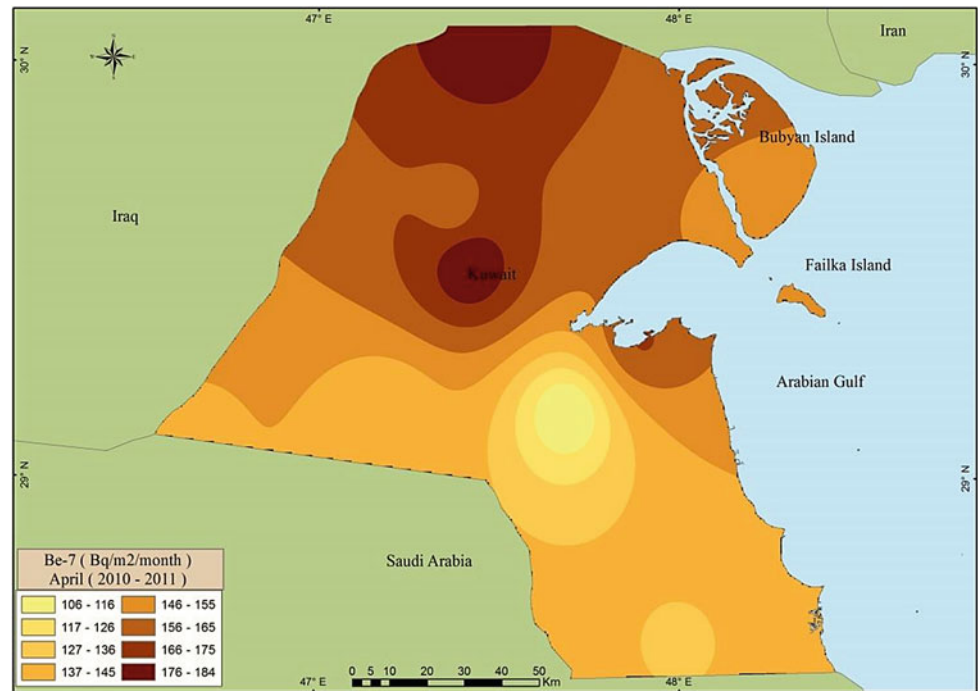 47° E
48° E
Iran
30° N
30° N
N
W
E
S
Bubyan Island
Iraq
Failka Island
Kuwait
Arabian Gulf
29° N
29° N
Saudi Arabia
Be-7 ( Bq/m2/month )
April ( 2010 - 2011 )
106 - 116
146 - 155
117 - 126
156 - 165
127 - 136
166 - 175
137 - 145
176 - 184
0 5 10 20 30 40 50
Km
47° E
48° E